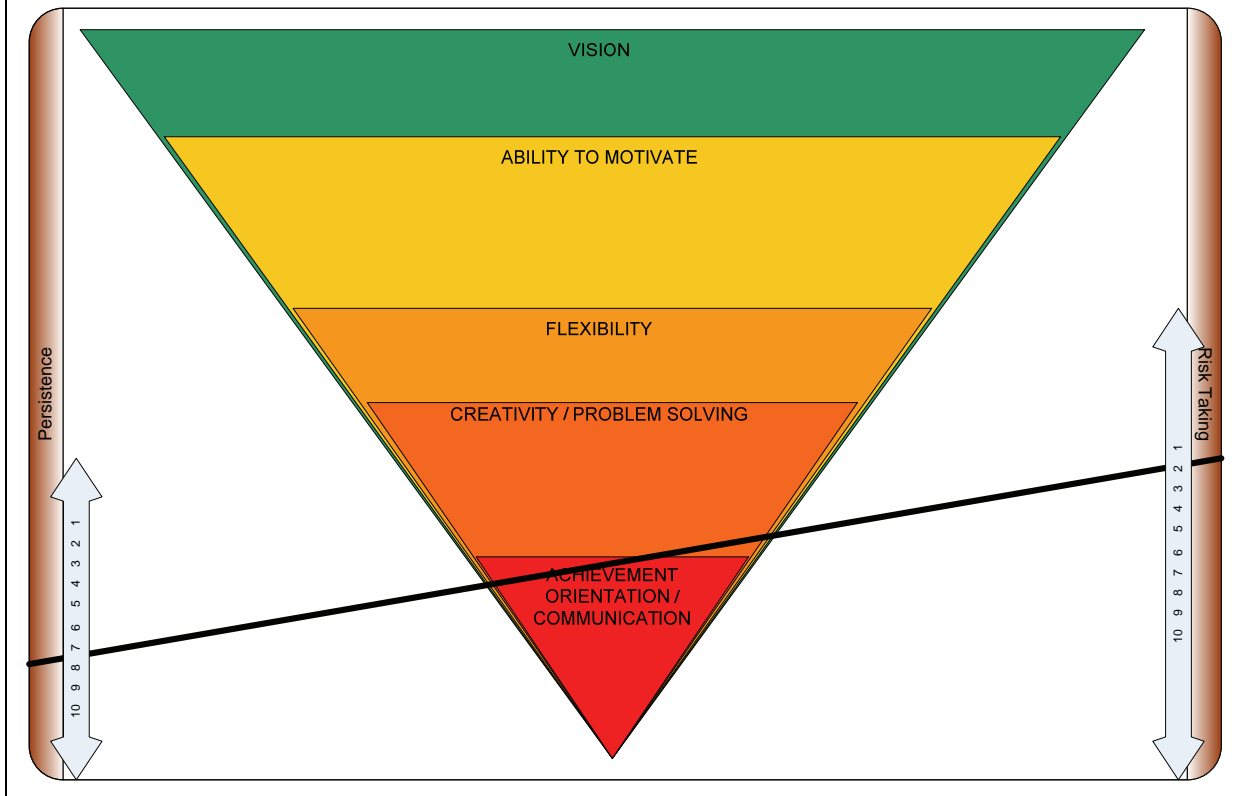 VISION
ABILITY TO MOTIVATE
FLEXIBILITY
CREATIVITY / PROBLEM SOLVING
ACHIEVEMENT
ORIENTATION /
COMMUNICATION
Persistence
10 9 8 7 6 5 4 3 2 1
Risk Taking
10 9 8 7 6 5 4 3 2 1